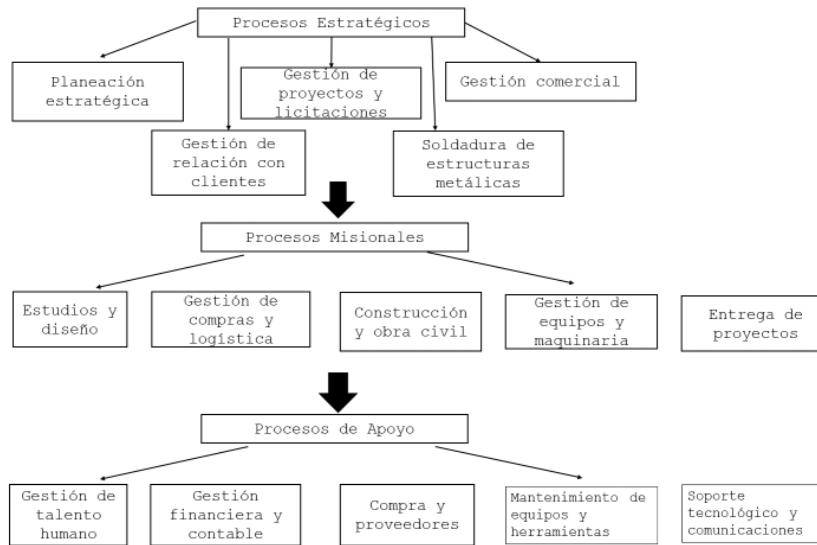 Procesos Estratégicos
Planeación
estratégica
Gestión de
proyectos y
licitaciones
Gestión comercial
Gestión de
relación con
clientes
Soldadura de
estructuras
metálicas
Procesos Misionales
Estudios y
diseño
Gestión de
compras y
logística
Construcción
y obra civil
Gestión de
equipos y
maquinaria
Entrega de
proyectos
Procesos de Apoyo
Gestión de
talento
humano
Gestión
financiera y
contable
Compra y
proveedores
Mantenimiento de
equipos y
herramientas
Soporte
tecnológico y
comunicaciones